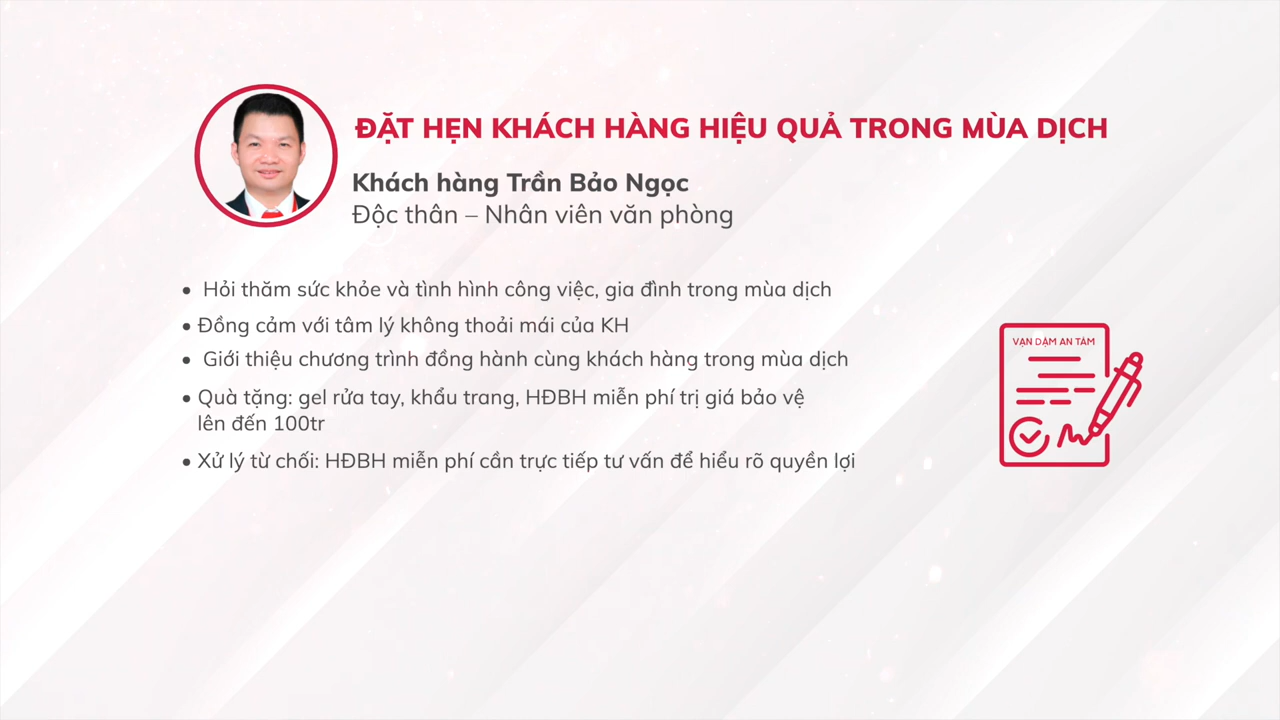 ĐẶT HẸN KHÁCH HÀNG HIỆU QUẢ TRONG MÙA DỊCH
Khách hàng Trần Bảo Ngọc
Độc thân – Nhân viên văn phòng
• Hỏi thăm sức khỏe và tình hình công việc, gia đình trong mùa dịch
• Đồng cảm với tâm lý không thoải mái của KH
• Giới thiệu chương trình đồng hành cùng khách hàng trong mùa dịch
• Quà tặng: gel rửa tay, khẩu trang, HĐBH miễn phí trị giá bảo vệ
lên đến 100tr
• Xử lý từ chối: HĐBH miễn phí cần trực tiếp tư vấn để hiểu rõ quyền lợi
VẠN DẶM AN TÂM